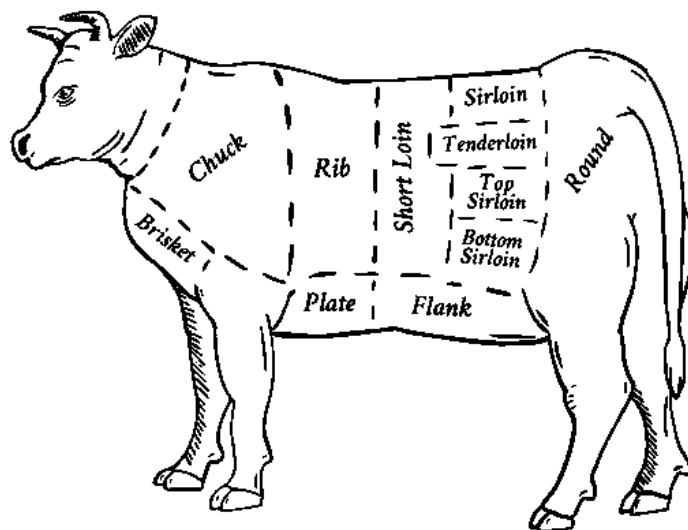 Chuck
Rib
Short Loin
Sirloin
Tenderloin
Top
Sirloin
Bottom
Sirloin
Round
Brisket
Plate
Flank